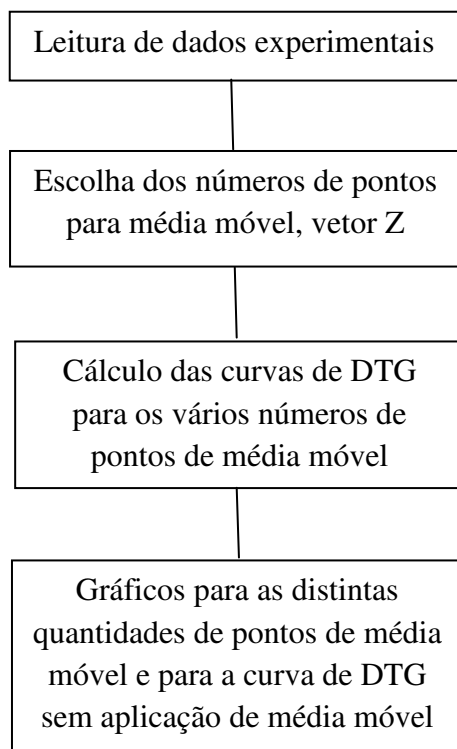 Leitura de dados experimentais
Escolha dos números de pontos
para média móvel, vetor Z
Cálculo das curvas de DTG
para os vários números de
pontos de média móvel
Gráficos para as distintas
quantidades de pontos de média
móvel e para a curva de DTG
sem aplicação de média móvel